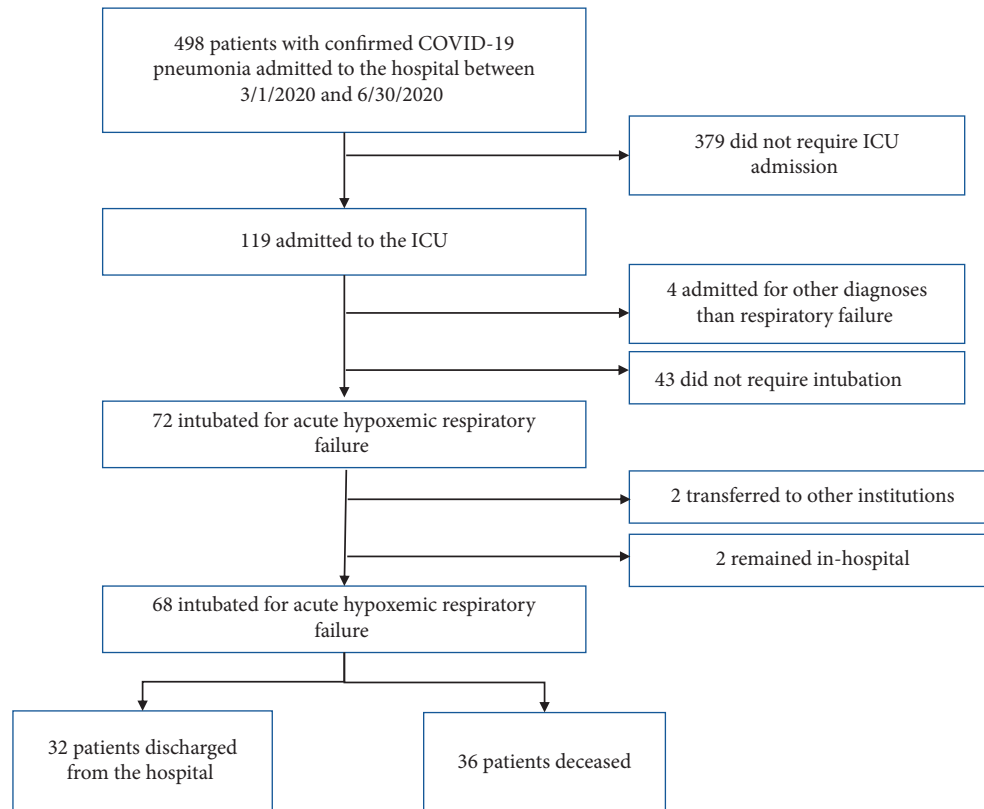 498 patients with confirmed COVID-19
pneumonia admitted to the hospital between
3/1/2020 and 6/30/2020
379 did not require ICU
admission
119 admitted to the ICU
4 admitted for other diagnoses
than respiratory failure
43 did not require intubation
72 intubated for acute hypoxemic respiratory
failure
2 transferred to other institutions
2 remained in-hospital
68 intubated for acute hypoxemic respiratory
failure
32 patients discharged
from the hospital
36 patients deceased